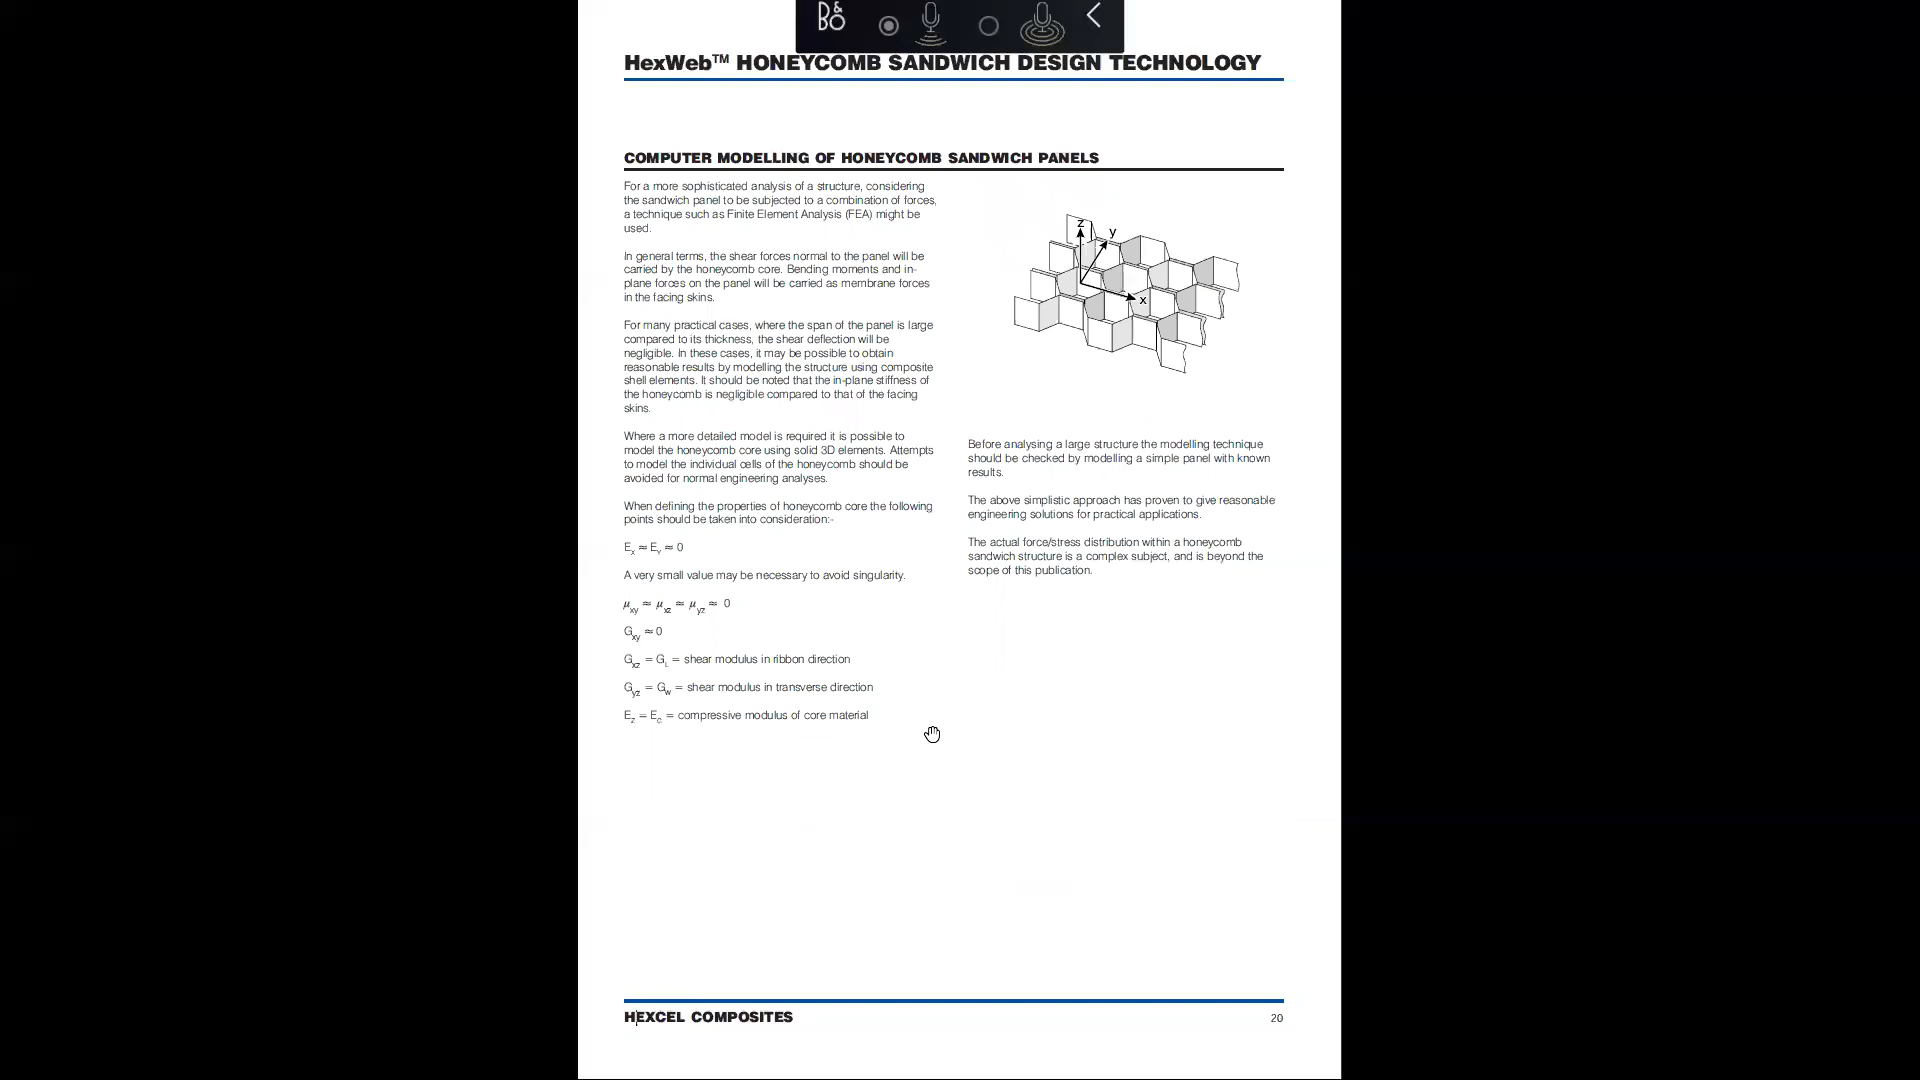 B&O
HexWeb™ HONEYCOMB SANDWICH DESIGN TECHNOLOGY
COMPUTER MODELLING OF HONEYCOMB SANDWICH PANELS
For a more sophisticated analysis of a structure, considering
the sandwich panel to be subjected to a combination of forces,
a technique such as Finite Element Analysis (FEA) might be
used.
In general terms, the shear forces normal to the panel will be
carried by the honeycomb core. Bending moments and in-
plane forces on the panel will be carried as membrane forces
in the facing skins.
For many practical cases, where the span of the panel is large
compared to its thickness, the shear deflection will be
negligible. In these cases, it may be possible to obtain
reasonable results by modelling the structure using composite
shell elements. It should be noted that the in-plane stiffness of
the honeycomb is negligible compared to that of the facing
skins.
Where a more detailed model is required it is possible to
model the honeycomb core using solid 3D elements. Attempts
to model the individual cells of the honeycomb should be
avoided for normal engineering analyses.
When defining the properties of honeycomb core the following
points should be taken into consideration:-
Ex ≈ EY ≈ 0
A very small value may be necessary to avoid singularity.
μxy ≈ μxz ≈ μyz ≈ 0
Gxy ≈ 0
Gxz = GL = shear modulus in ribbon direction
Gyz = Gw = shear modulus in transverse direction
Ez = Ec = compressive modulus of core material
z
y
x
Before analysing a large structure the modelling technique
should be checked by modelling a simple panel with known
results.
The above simplistic approach has proven to give reasonable
engineering solutions for practical applications.
The actual force/stress distribution within a honeycomb
sandwich structure is a complex subject, and is beyond the
scope of this publication.
HEXCEL COMPOSITES
20